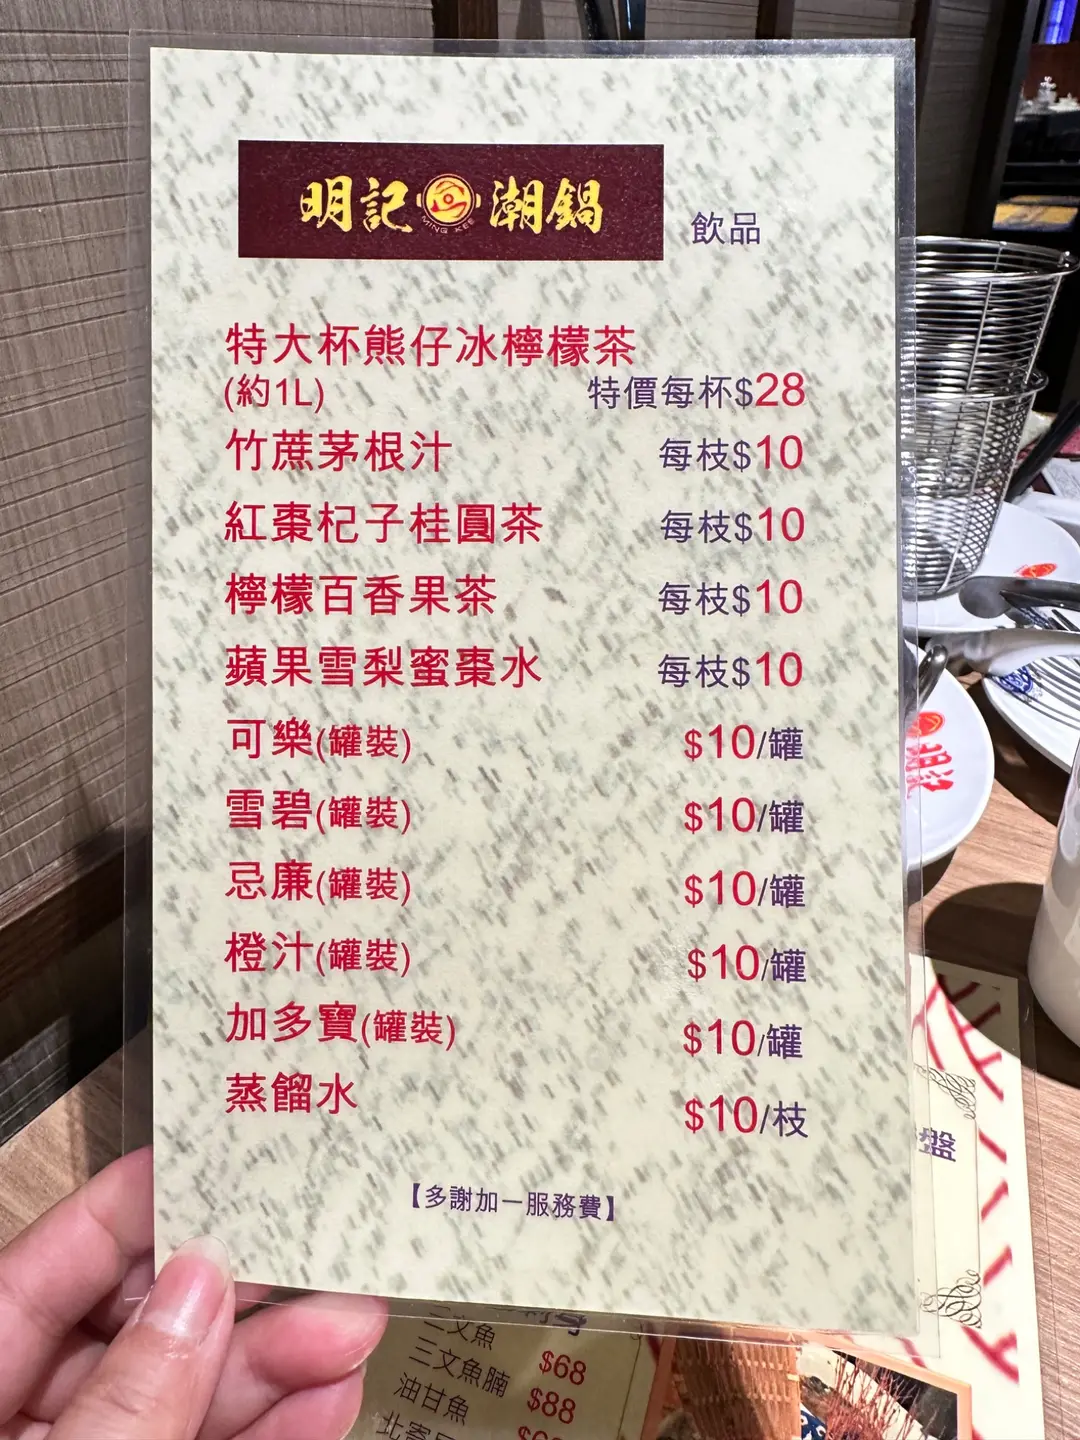 明記 潮鍋
MING KEE
飲品
特大杯熊仔冰檸檬茶
(約1L) 特價每杯$28
竹蔗茅根汁 每枝$10
紅棗杞子桂圓茶 每枝$10
檸檬百香果茶 每枝$10
蘋果雪梨蜜棗水 每枝$10
可樂(罐裝) $10/罐
雪碧(罐裝) $10/罐
忌廉(罐裝) $10/罐
橙汁(罐裝) $10/罐
加多寶(罐裝) $10/罐
蒸餾水 $10/枝
【多謝加一服務費】
盤
三文魚 $68
三文魚腩 $88
油甘魚